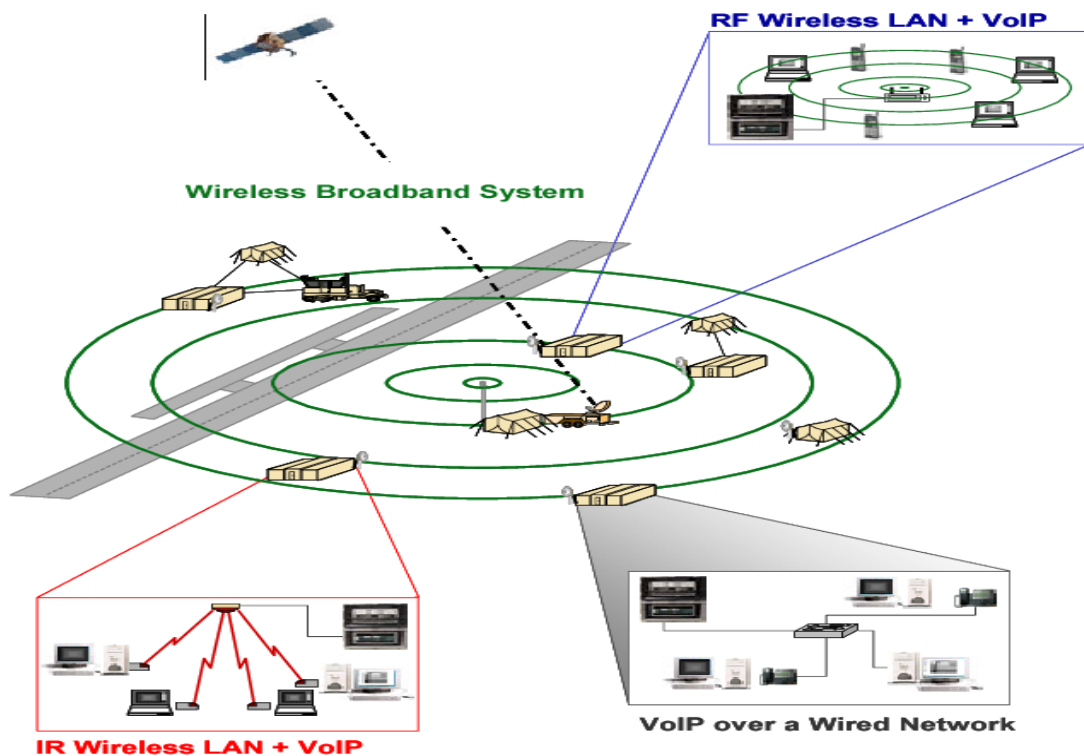 RF Wireless LAN + VoIP
Wireless Broadband System
VoIP over a Wired Network
IR Wireless LAN + VoIP